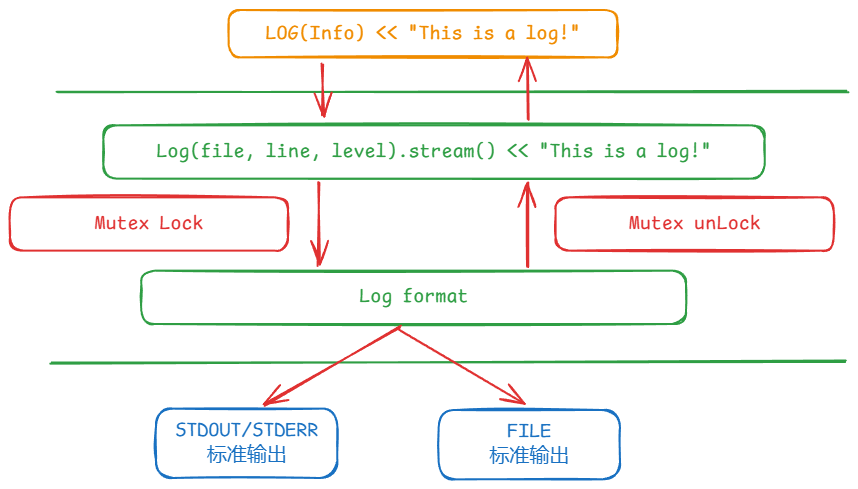 LOG(Info) << "This is a log!"
Log(file, line, level).stream() << "This is a log!"
Mutex Lock
Mutex unLock
Log format
STDOUT/STDERR
标准输出
FILE
标准输出